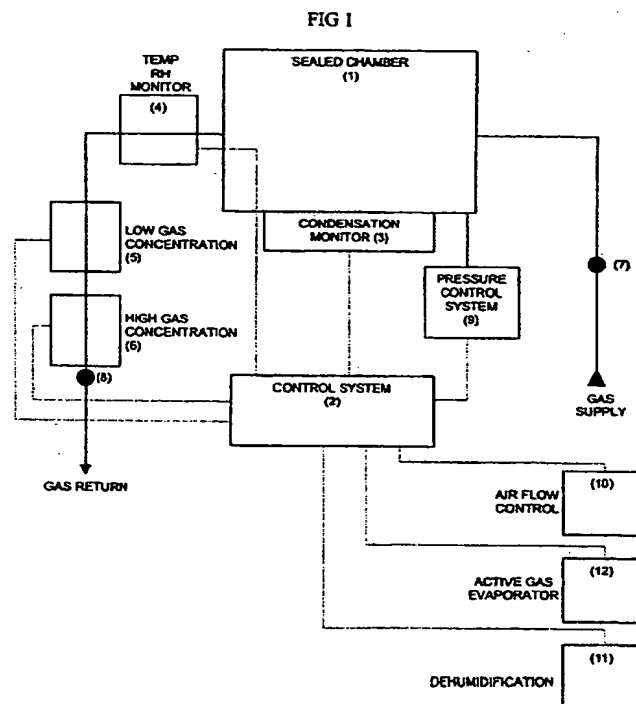 FIG 1
TEMP
RH
MONITOR
(4)
SEALED CHAMBER
(1)
LOW GAS
CONCENTRATION
(5)
CONDENSATION
MONITOR (3)
(7)
HIGH GAS
CONCENTRATION
(6)
PRESSURE
CONTROL
SYSTEM
(9)
(8)
CONTROL SYSTEM
(2)
GAS
SUPPLY
GAS RETURN
(10)
AIR FLOW
CONTROL
(12)
ACTIVE GAS
EVAPORATOR
(11)
DEHUMIDIFICATION